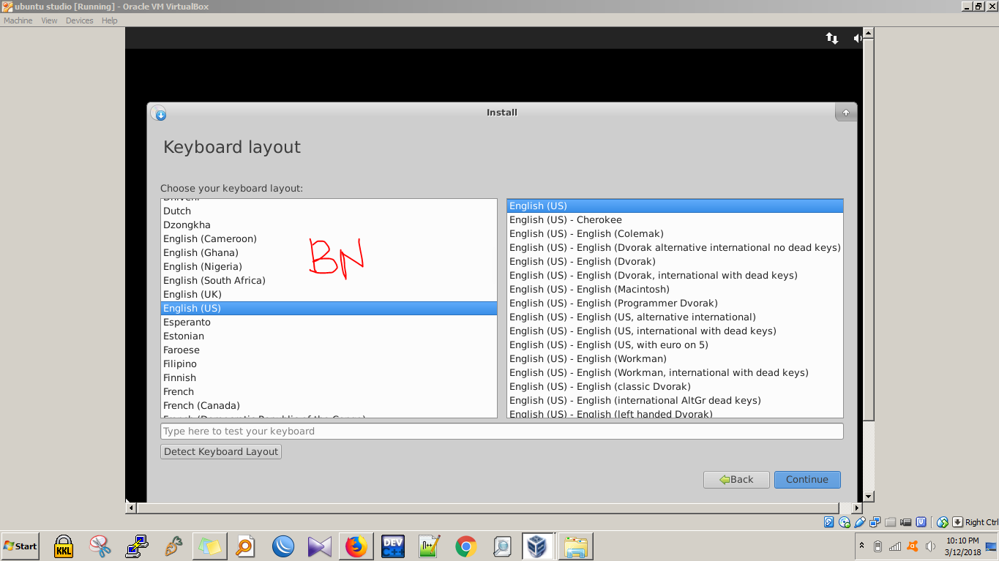 ubuntu studio [Running] - Oracle VM VirtualBox
Machine View Devices Help
Install
Keyboard layout
Choose your keyboard layout:
Dhivehi
Dutch
Dzongkha
English (Cameroon)
English (Ghana)
English (Nigeria)
English (South Africa)
English (UK)
English (US)
Esperanto
Estonian
Faroese
Filipino
Finnish
French
French (Canada)
French (Democratic Republic of the Congo)
BN
English (US)
English (US) - Cherokee
English (US) - English (Colemak)
English (US) - English (Dvorak alternative international no dead keys)
English (US) - English (Dvorak)
English (US) - English (Dvorak, international with dead keys)
English (US) - English (Macintosh)
English (US) - English (Programmer Dvorak)
English (US) - English (US, alternative international)
English (US) - English (US, international with dead keys)
English (US) - English (US, with euro on 5)
English (US) - English (Workman)
English (US) - English (Workman, international with dead keys)
English (US) - English (classic Dvorak)
English (US) - English (international AltGr dead keys)
English (US) - English (left handed Dvorak)
Type here to test your keyboard
Detect Keyboard Layout
Back
Continue
Right Ctrl
Start
KKL
DEV
C++
10:10 PM
3/12/2018